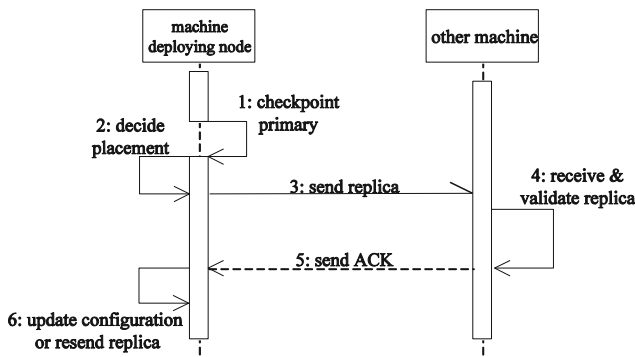 machine
deploying node
other machine
1: checkpoint
primary
2: decide
placement
3: send replica
4: receive &
validate replica
5: send ACK
6: update configuration
or resend replica